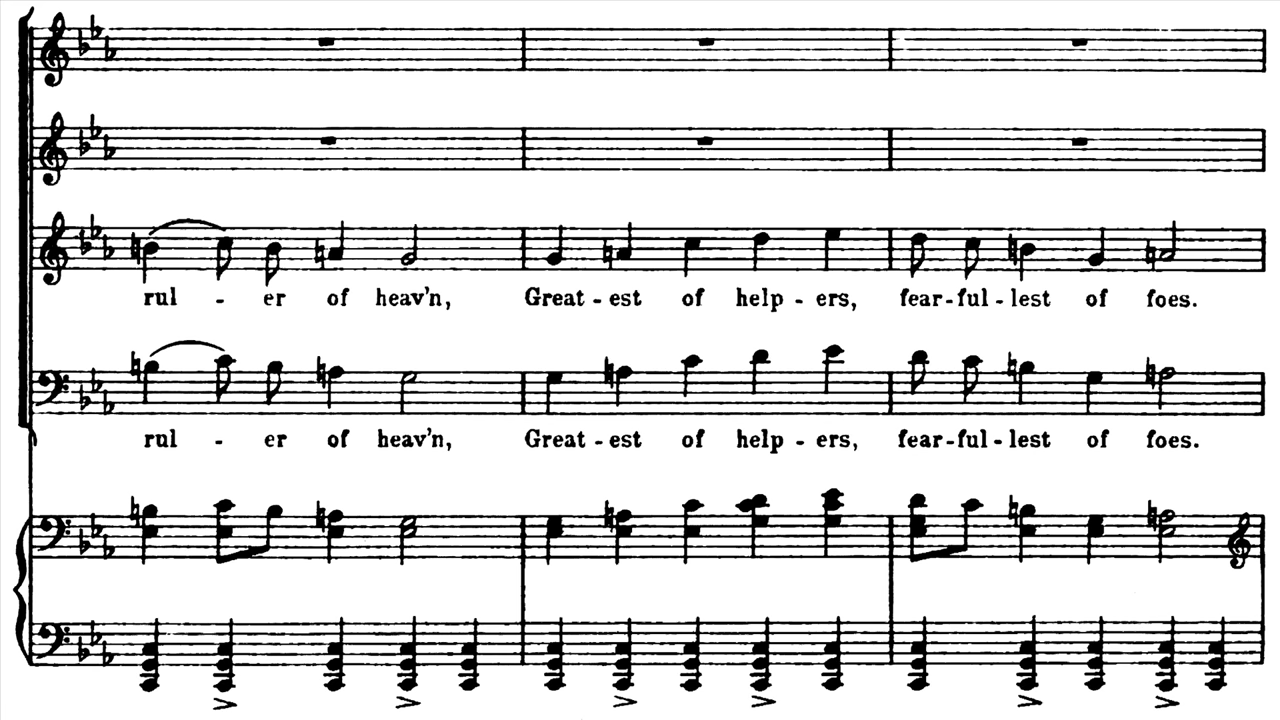 rul - er of heav'n, Great - est of help - ers, fear - ful - lest of foes.
rul - er of heav'n, Great - est of help - ers, fear - ful - lest of foes.